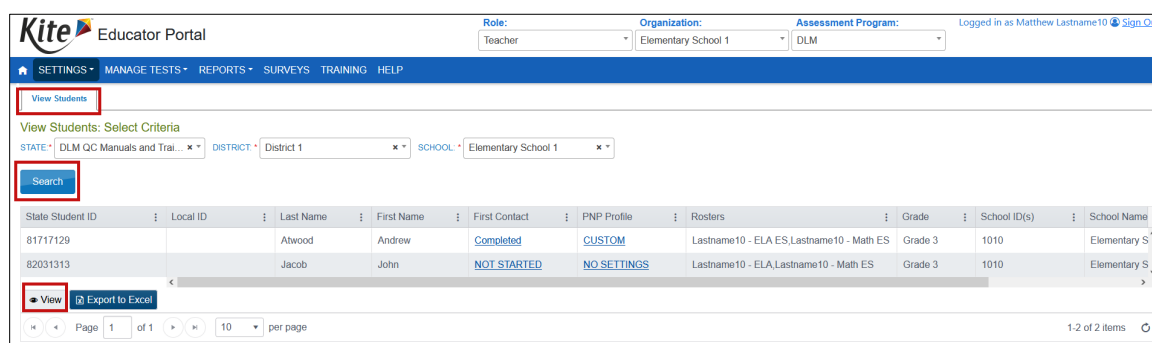 Role: Organization: Assessment Program: Logged in as Matthew Lastname10 Sign
Kite Educator Portal
Teacher Elementary School 1 DLM
SETTINGS MANAGE TESTS REPORTS SURVEYS TRAINING HELP
View Students
View Students: Select Criteria
STATE:* DLM QC Manuals and Trai... × DISTRICT: * District 1 × SCHOOL: * Elementary School 1 ×
Search
State Student ID Local ID Last Name First Name First Contact PNP Profile Rosters Grade School ID(s) School Name
81717129 Atwood Andrew Completed CUSTOM Lastname10 - ELA ES,Lastname10 - Math ES Grade 3 1010 Elementary S
82031313 Jacob John NOT STARTED NO SETTINGS Lastname10 - ELA,Lastname10 - Math ES Grade 3 1010 Elementary S
View Export to Excel
Page 1 of 1 10 per page 1-2 of 2 items